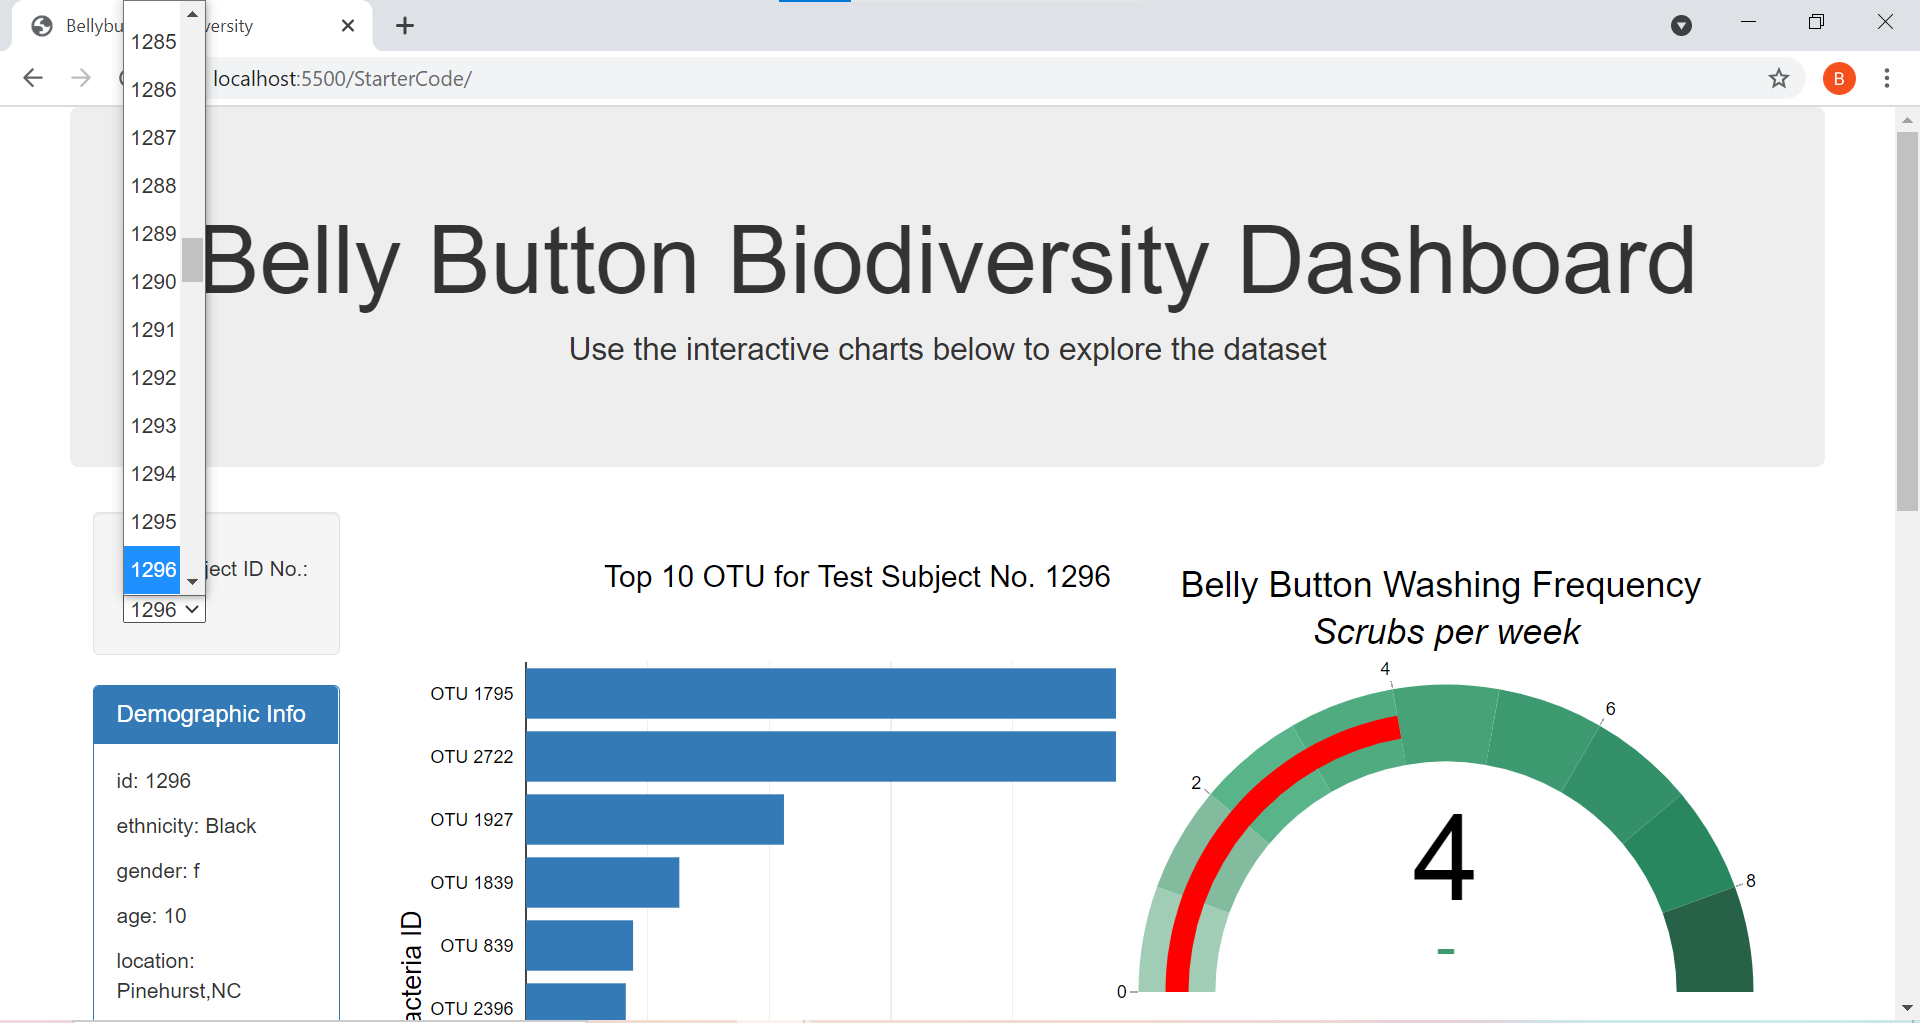 Bellybu
versity
localhost:5500/StarterCode/
B
1285
1286
1287
1288
1289
1290
1291
1292
1293
1294
1295
1296
Belly Button Biodiversity Dashboard
Use the interactive charts below to explore the dataset
ject ID No.:
1296
Demographic Info
id: 1296
ethnicity: Black
gender: f
age: 10
location:
Pinehurst,NC
Top 10 OTU for Test Subject No. 1296
OTU 1795
OTU 2722
OTU 1927
OTU 1839
OTU 839
OTU 2396
acteria ID
Belly Button Washing Frequency
Scrubs per week
0
2
4
6
8
4
-